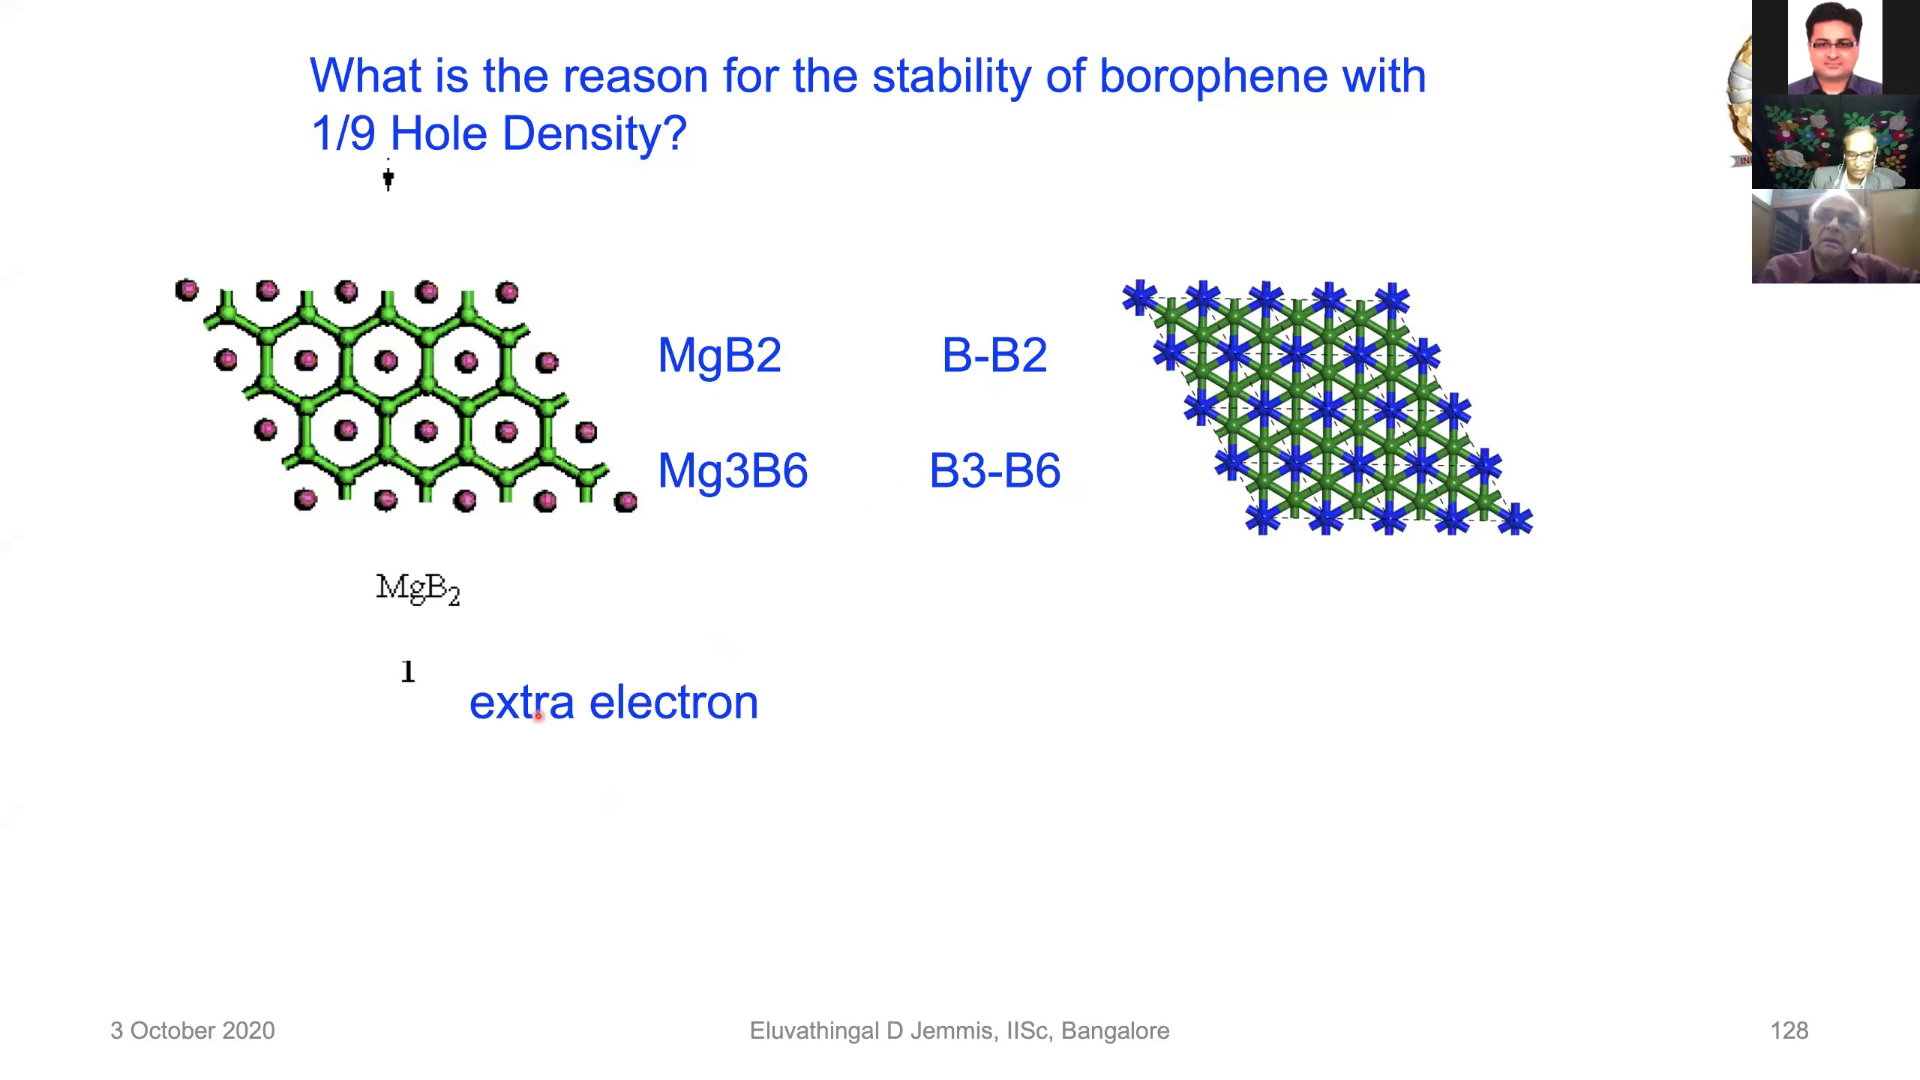 What is the reason for the stability of borophene with
1/9 Hole Density?
MgB2 B-B2
Mg3B6 B3-B6
MgB2
1
extra electron
3 October 2020 Eluvathingal D Jemmis, IISc, Bangalore 128